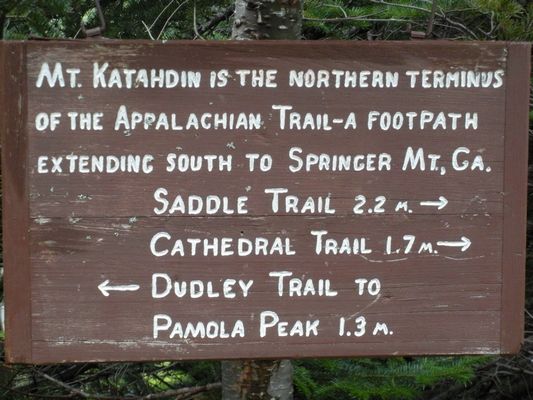 Mt. Katahdin is the northern terminus
of the Appalachian Trail-a footpath
extending south to Springer Mt, Ga.
Saddle Trail 2.2 m. →
Cathedral Trail 1.7 m. →
← Dudley Trail to
Pamola Peak 1.3 m.